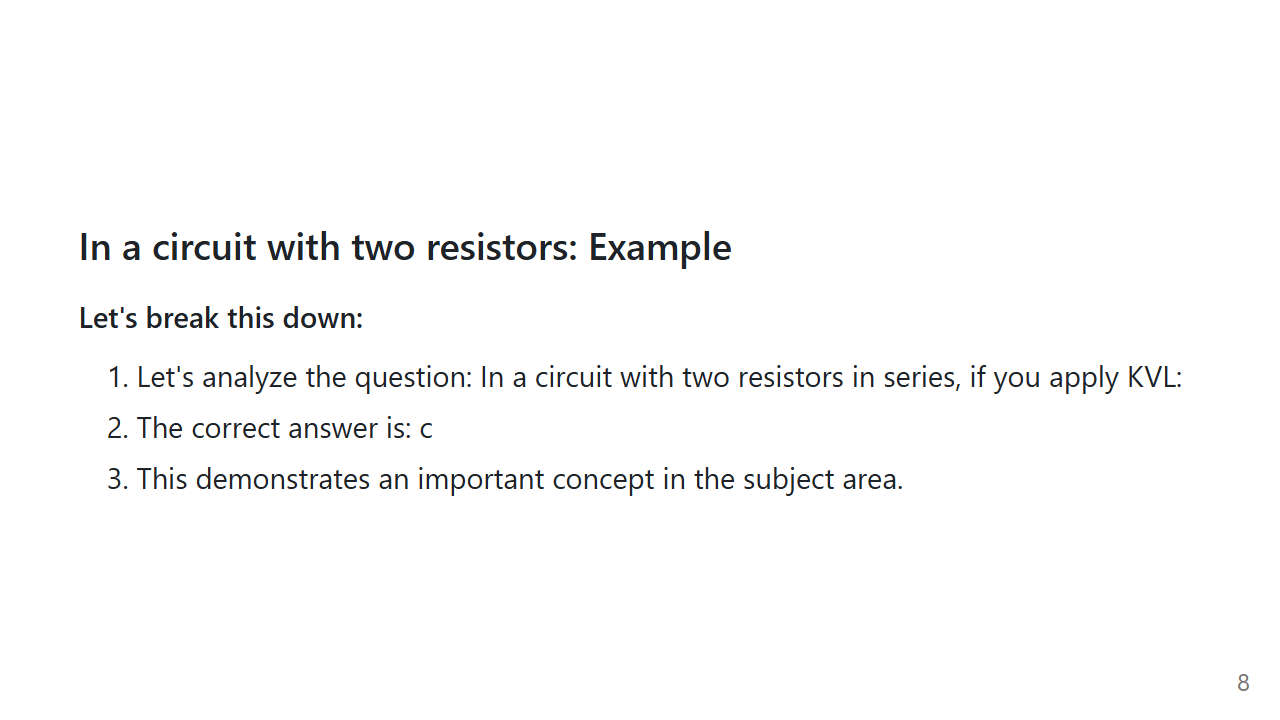 In a circuit with two resistors: Example
Let's break this down:
1. Let's analyze the question: In a circuit with two resistors in series, if you apply KVL:
2. The correct answer is: c
3. This demonstrates an important concept in the subject area.
8